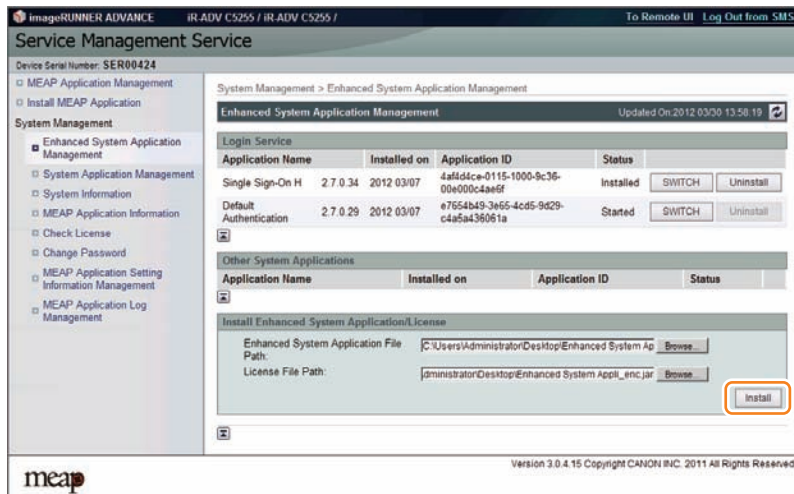 imageRUNNER ADVANCE iR-ADV C5255 / iR-ADV C5255 / To Remote UI Log Out from SMS
Service Management Service
Device Serial Number: SER00424
MEAP Application Management
Install MEAP Application
System Management
Enhanced System Application
Management
System Application Management
System Information
MEAP Application Information
Check License
Change Password
MEAP Application Setting
Information Management
MEAP Application Log
Management
System Management > Enhanced System Application Management
Enhanced System Application Management Updated On:2012 03/30 13:58:19
Login Service
Application Name Installed on Application ID Status
Single Sign-On H 2.7.0.34 2012 03/07 4af4d4ce-0115-1000-9c36-
00e000c4ae6f Installed SWITCH Uninstall
Default
Authentication 2.7.0.29 2012 03/07 e7654b49-3e65-4cd5-9d29-
c4a5a436061a Started SWITCH Uninstall
Other System Applications
Application Name Installed on Application ID Status
Install Enhanced System Application/License
Enhanced System Application File
Path: C:\Users\Administrator\Desktop\Enhanced System Ap Browse...
License File Path: dministrator\Desktop\Enhanced System Appli_enc.jar Browse...
Install
Version 3.0.4.15 Copyright CANON INC. 2011 All Rights Reserved
meap